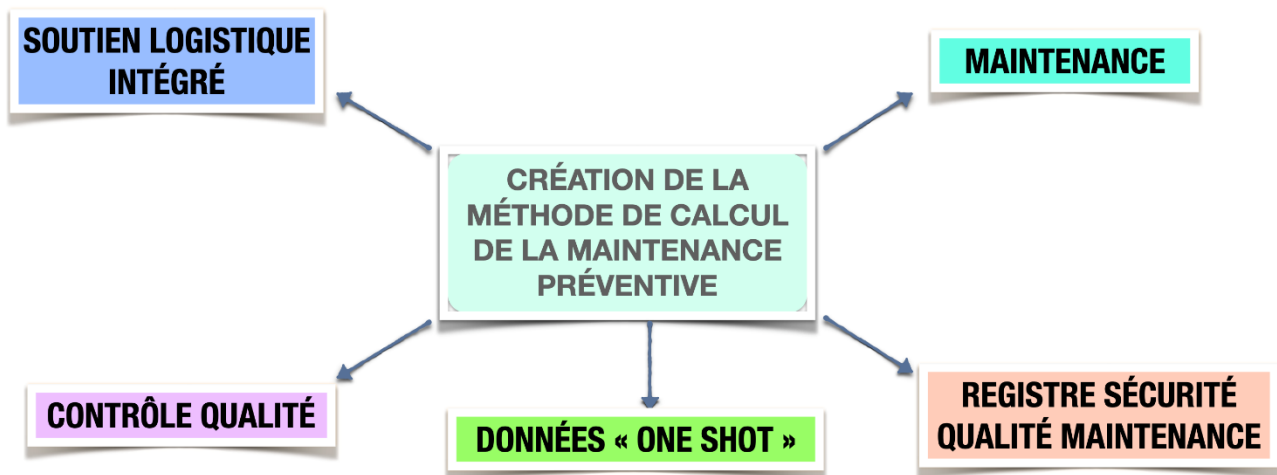 SOUTIEN LOGISTIQUE
INTÉGRÉ
MAINTENANCE
CRÉATION DE LA
MÉTHODE DE CALCUL
DE LA MAINTENANCE
PRÉVENTIVE
CONTRÔLE QUALITÉ
DONNÉES « ONE SHOT »
REGISTRE SÉCURITÉ
QUALITÉ MAINTENANCE